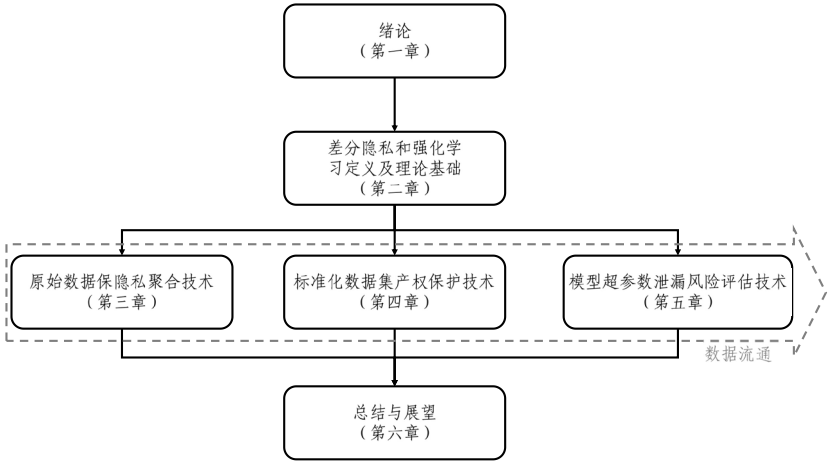 绪论
（第一章）
差分隐私和强化学
习定义及理论基础
（第二章）
原始数据保隐私聚合技术
（第三章）
标准化数据集产权保护技术
（第四章）
模型超参数泄漏风险评估技术
（第五章）
数据流通
总结与展望
（第六章）